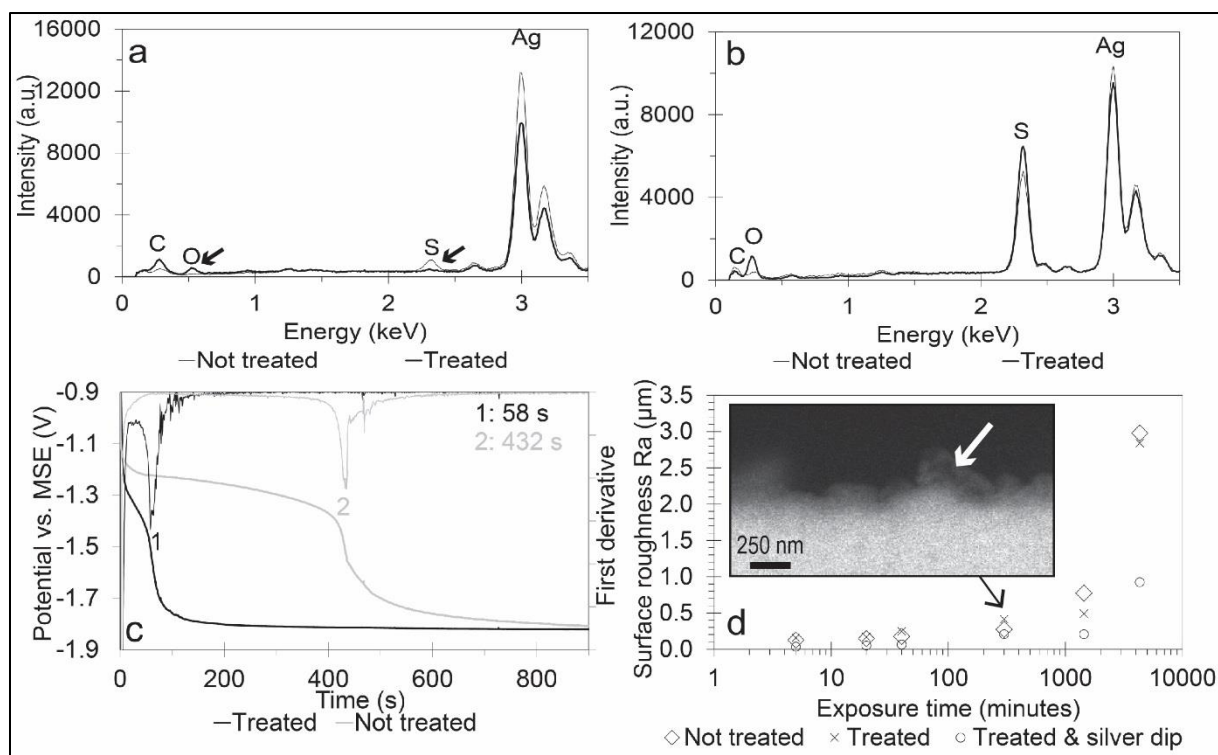 a
Ag
16000
12000
8000
4000
0
Intensity (a.u.)
C
O
S
0
1
2
3
Energy (keV)
Not treated
Treated
b
Ag
12000
8000
4000
0
Intensity (a.u.)
S
C
O
0
1
2
3
Energy (keV)
Not treated
Treated
-0.9
-1.1
-1.3
-1.5
-1.7
-1.9
Potential vs. MSE (V)
1: 58 s
2: 432 s
1
2
c
First derivative
0
200
400
600
800
Time (s)
Treated
Not treated
3.5
3.0
2.5
2.0
1.5
1.0
0.5
0.0
Surface roughness Ra (μm)
250 nm
d
1
10
100
1000
10000
Exposure time (minutes)
Not treated
Treated
Treated & silver dip